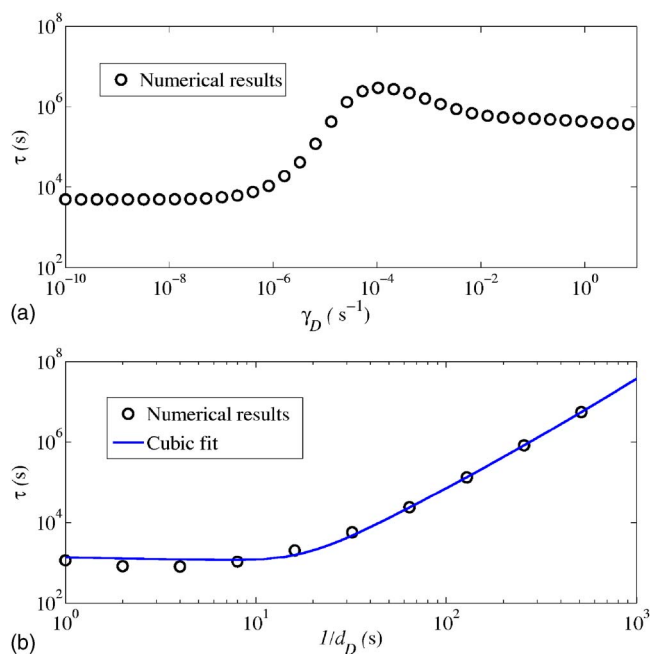 10^8
Numerical results
10^6
τ (s)
10^4
10^2
10^-10 10^-8 10^-6 10^-4 10^-2 10^0
(a)
γ_D ( s^-1)
10^8
Numerical results
Cubic fit
10^6
τ (s)
10^4
10^2
10^0 10^1 10^2 10^3
(b)
1/d_D (s)